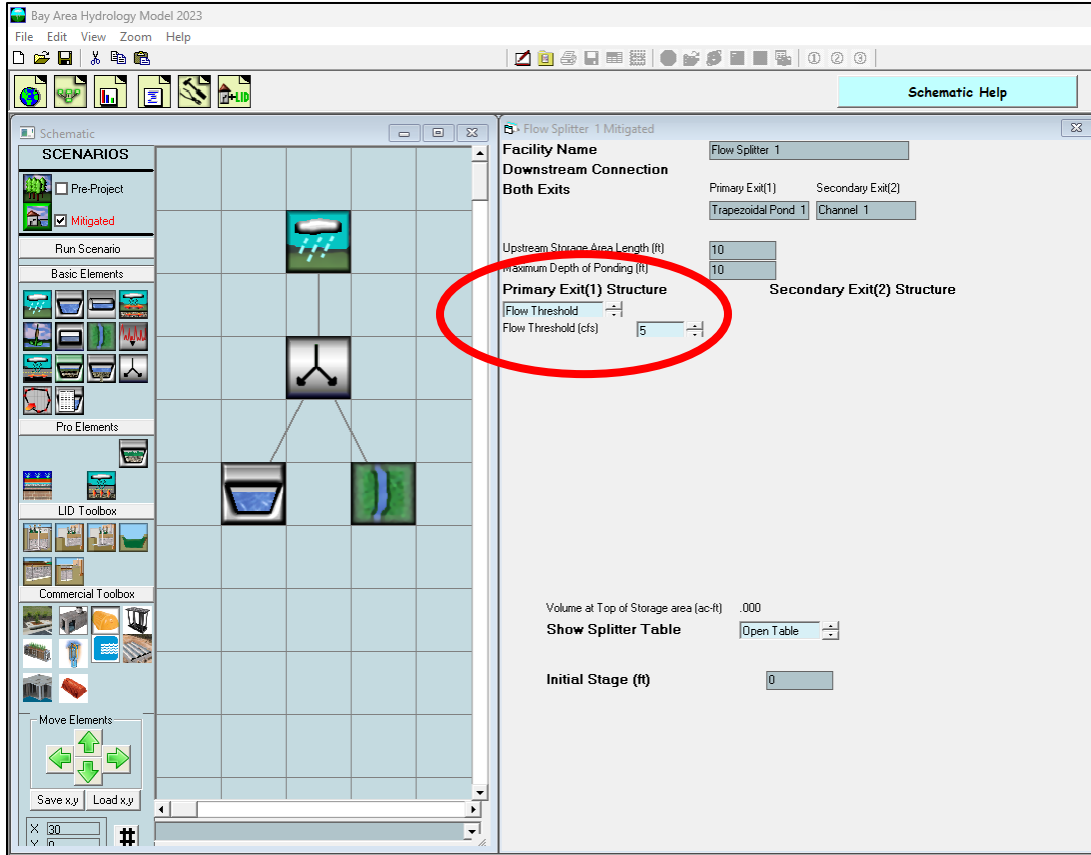 Bay Area Hydrology Model 2023
File Edit View Zoom Help
Schematic Help
Schematic
SCENARIOS
Pre-Project
Mitigated
Run Scenario
Basic Elements
Pro Elements
LID Toolbox
Commercial Toolbox
Move Elements
Save x,y Load x,y
X 30
Y 0
#
+LID
① ② ③
Flow Splitter 1 Mitigated
Facility Name Flow Splitter 1
Downstream Connection
Both Exits Primary Exit(1) Secondary Exit(2)
Trapezoidal Pond 1 Channel 1
Upstream Storage Area Length (ft) 10
Maximum Depth of Ponding (ft) 10
Primary Exit(1) Structure Secondary Exit(2) Structure
Flow Threshold
Flow Threshold (cfs) 5
Volume at Top of Storage area (ac-ft) .000
Show Splitter Table Open Table
Initial Stage (ft) 0